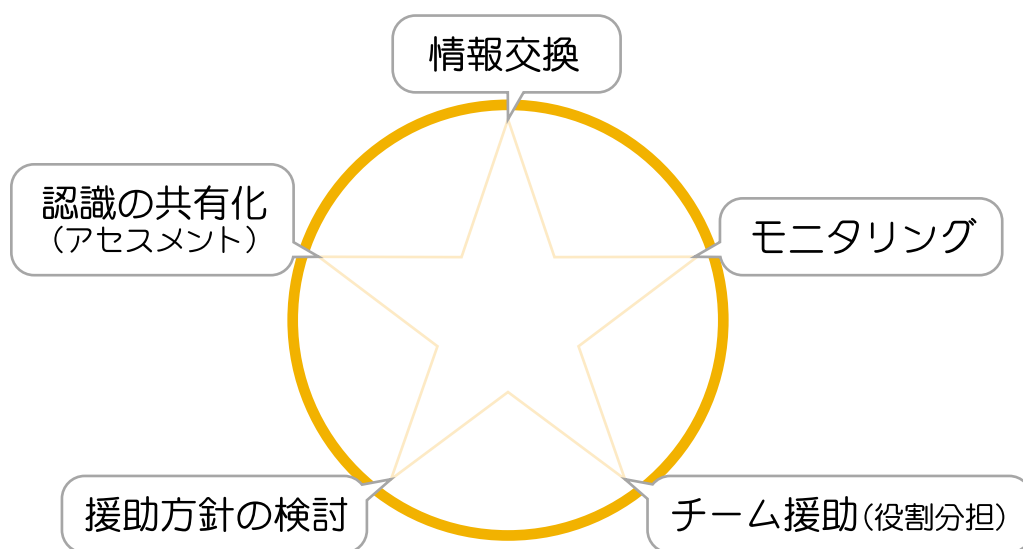 情報交換
認識の共有化
（アセスメント）
モニタリング
援助方針の検討
チーム援助（役割分担）